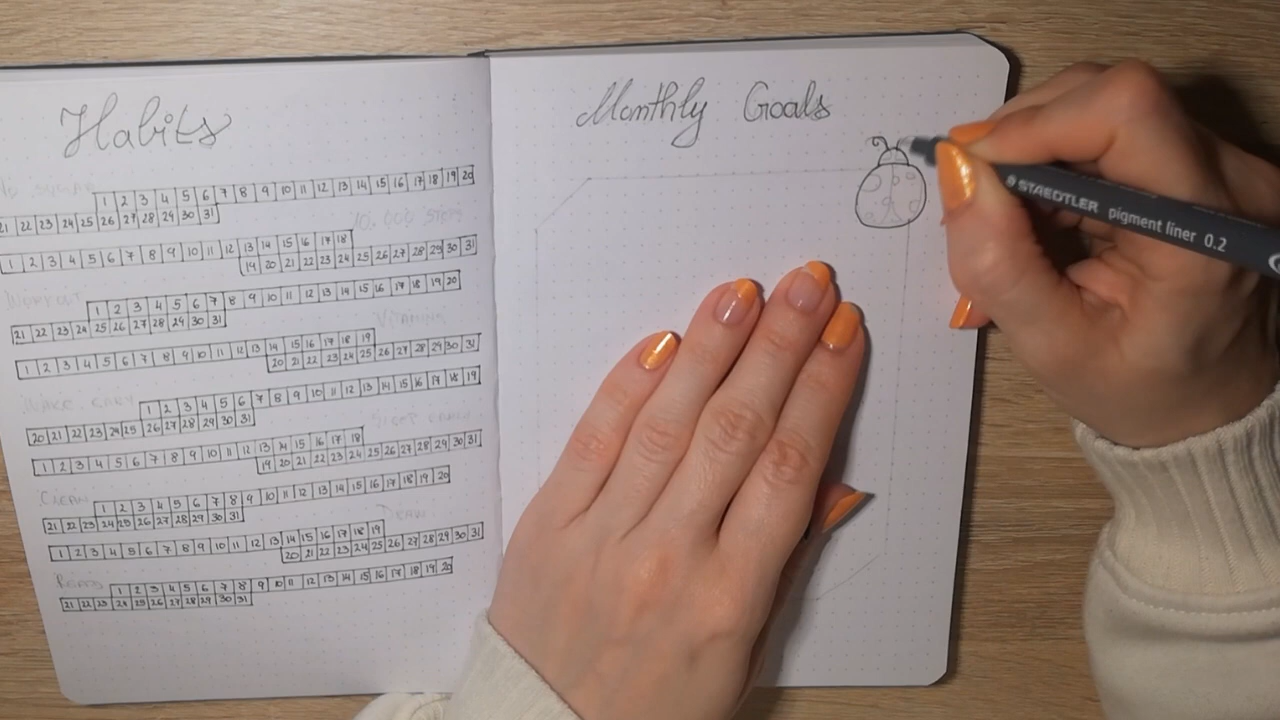 Habits
NO SUGAR
1 2 3 4 5 6 7 8 9 10 11 12 13 14 15 16 17 18 19 20
21 22 23 24 25 26 27 28 29 30 31
10.000 STEPS
1 2 3 4 5 6 7 8 9 10 11 12 13 14 15 16 17 18
19 20 21 22 23 24 25 26 27 28 29 30 31
WORKOUT
1 2 3 4 5 6 7 8 9 10 11 12 13 14 15 16 17 18 19 20
21 22 23 24 25 26 27 28 29 30 31
VITAMINS
1 2 3 4 5 6 7 8 9 10 11 12 13 14 15 16 17 18 19
20 21 22 23 24 25 26 27 28 29 30 31
WAKE EARLY
1 2 3 4 5 6 7 8 9 10 11 12 13 14 15 16 17 18 19
20 21 22 23 24 25 26 27 28 29 30 31
1 2 3 4 5 6 7 8 9 10 11 12 13 14 15 16 17 18
19 20 21 22 23 24 25 26 27 28 29 30 31
CLEAN
1 2 3 4 5 6 7 8 9 10 11 12 13 14 15 16 17 18 19 20
21 22 23 24 25 26 27 28 29 30 31
DRAW
1 2 3 4 5 6 7 8 9 10 11 12 13 14 15 16 17 18 19
20 21 22 23 24 25 26 27 28 29 30 31
READ
1 2 3 4 5 6 7 8 9 10 11 12 13 14 15 16 17 18 19 20
21 22 23 24 25 26 27 28 29 30 31
Monthly Goals
STAEDTLER pigment liner 0.2